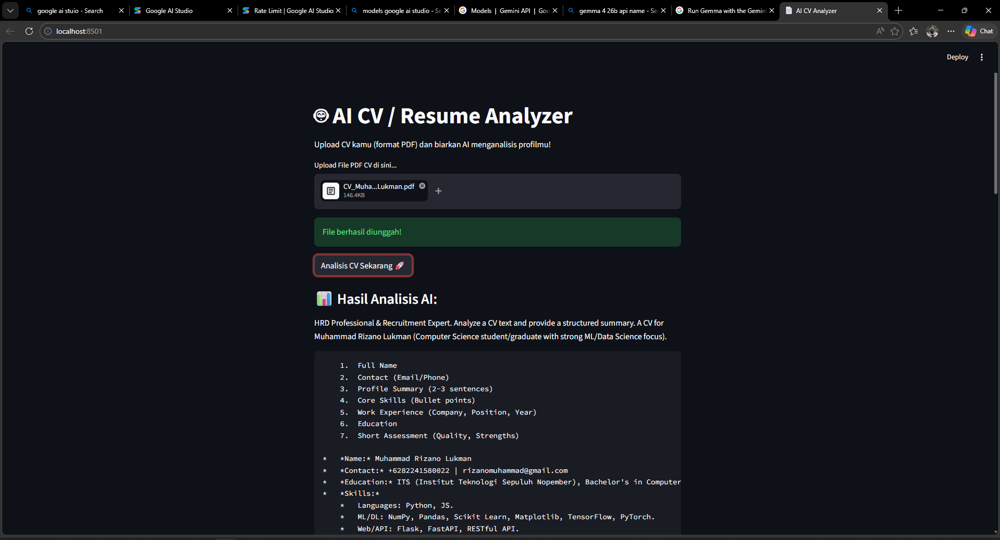 google ai stuio - Search
Google AI Studio
Rate Limit | Google AI Studio
models google ai studio - Se
Models | Gemini API | Goo
gemma 4 26b api name - Se
Run Gemma with the Gemini
AI CV Analyzer
localhost:8501
Chat
Deploy
AI CV / Resume Analyzer
Upload CV kamu (format PDF) dan biarkan AI menganalisis profilmu!
Upload File PDF CV di sini...
CV_Muha...Lukman.pdf
146.4KB
File berhasil diunggah!
Analisis CV Sekarang 🚀
📊 Hasil Analisis AI:
HRD Professional & Recruitment Expert. Analyze a CV text and provide a structured summary. A CV for
Muhammad Rizano Lukman (Computer Science student/graduate with strong ML/Data Science focus).
1. Full Name
2. Contact (Email/Phone)
3. Profile Summary (2-3 sentences)
4. Core Skills (Bullet points)
5. Work Experience (Company, Position, Year)
6. Education
7. Short Assessment (Quality, Strengths)
* *Name:* Muhammad Rizano Lukman
* *Contact:* +6282241580022 | rizanomuhammad@gmail.com
* *Education:* ITS (Institut Teknologi Sepuluh Nopember), Bachelor's in Computer
* *Skills:*
* Languages: Python, JS.
* ML/DL: NumPy, Pandas, Scikit Learn, Matplotlib, TensorFlow, PyTorch.
* Web/API: Flask, FastAPI, RESTful API.